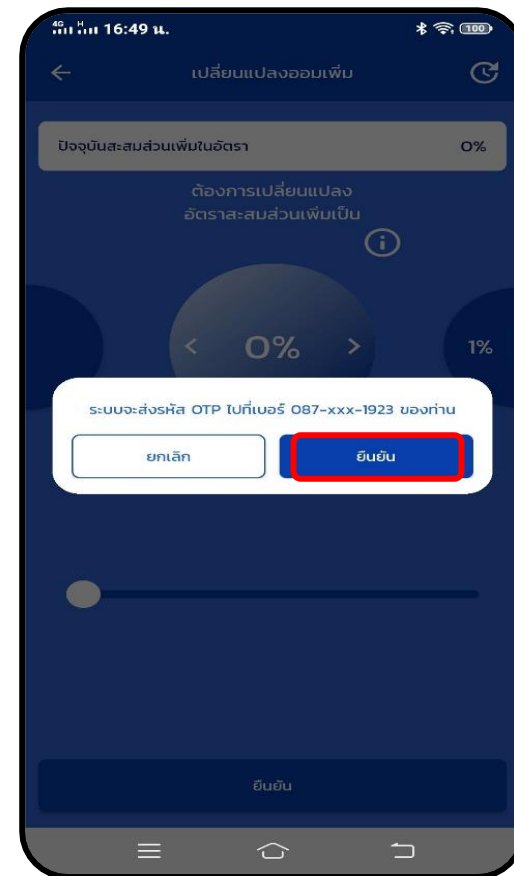 4G H 16:49 น. 100
เปลี่ยนแปลงออมเพิ่ม
ปัจจุบันสะสมส่วนเพิ่มในอัตรา 0%
ต้องการเปลี่ยนแปลง
อัตราสะสมส่วนเพิ่มเป็น
i
< 0% > 1%
ระบบจะส่งรหัส OTP ไปที่เบอร์ 087-xxx-1923 ของท่าน
ยกเลิก ยืนยัน
ยืนยัน